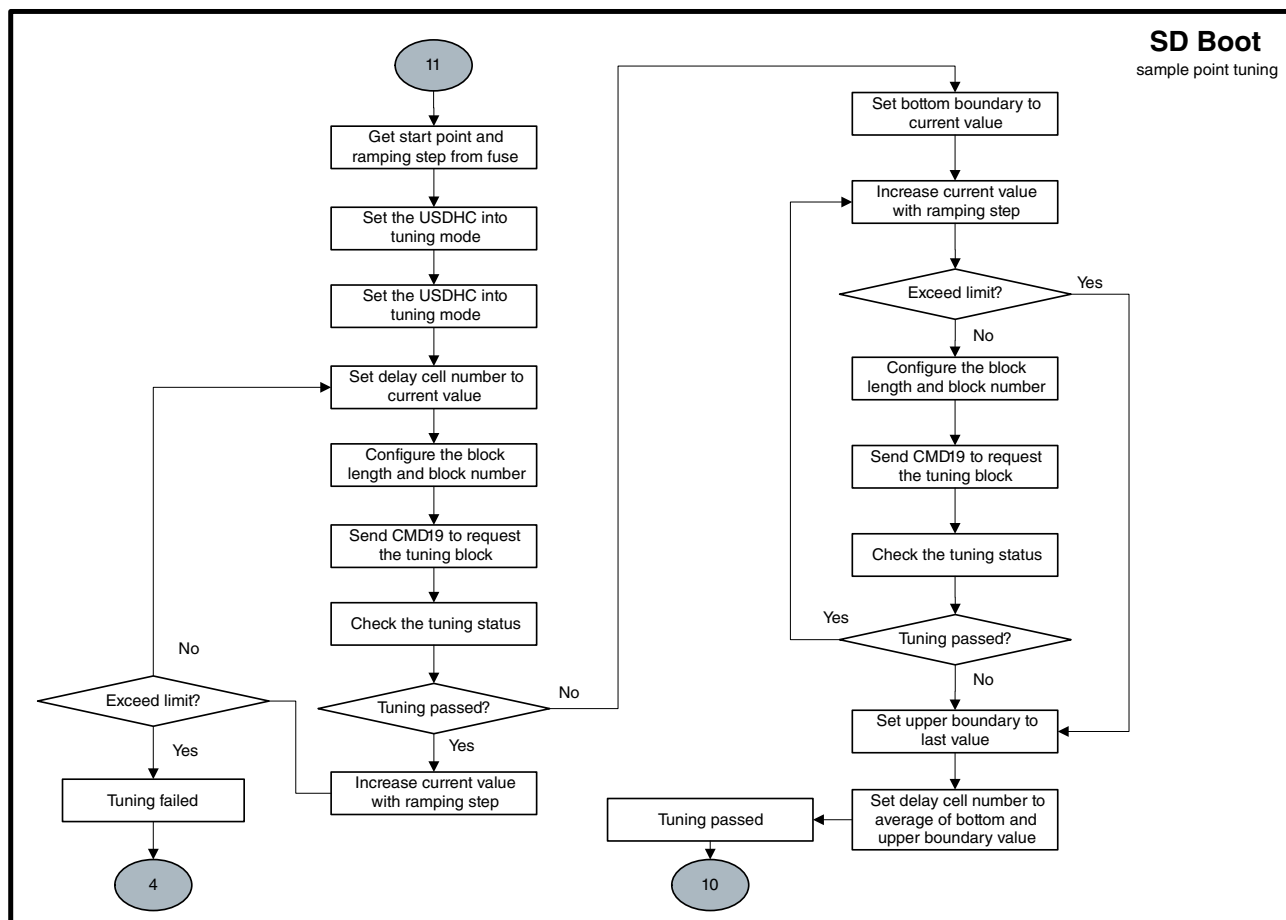 SD Boot
sample point tuning
11
Get start point and
ramping step from fuse
Set the USDHC into
tuning mode
Set the USDHC into
tuning mode
Set delay cell number to
current value
Configure the block
length and block number
Send CMD19 to request
the tuning block
Check the tuning status
Tuning passed?
No
Yes
Increase current value
with ramping step
Exceed limit?
No
Yes
Tuning failed
4
Set bottom boundary to
current value
Increase current value
with ramping step
Exceed limit?
Yes
No
Configure the block
length and block number
Send CMD19 to request
the tuning block
Check the tuning status
Tuning passed?
Yes
No
Set upper boundary to
last value
Set delay cell number to
average of bottom and
upper boundary value
Tuning passed
10